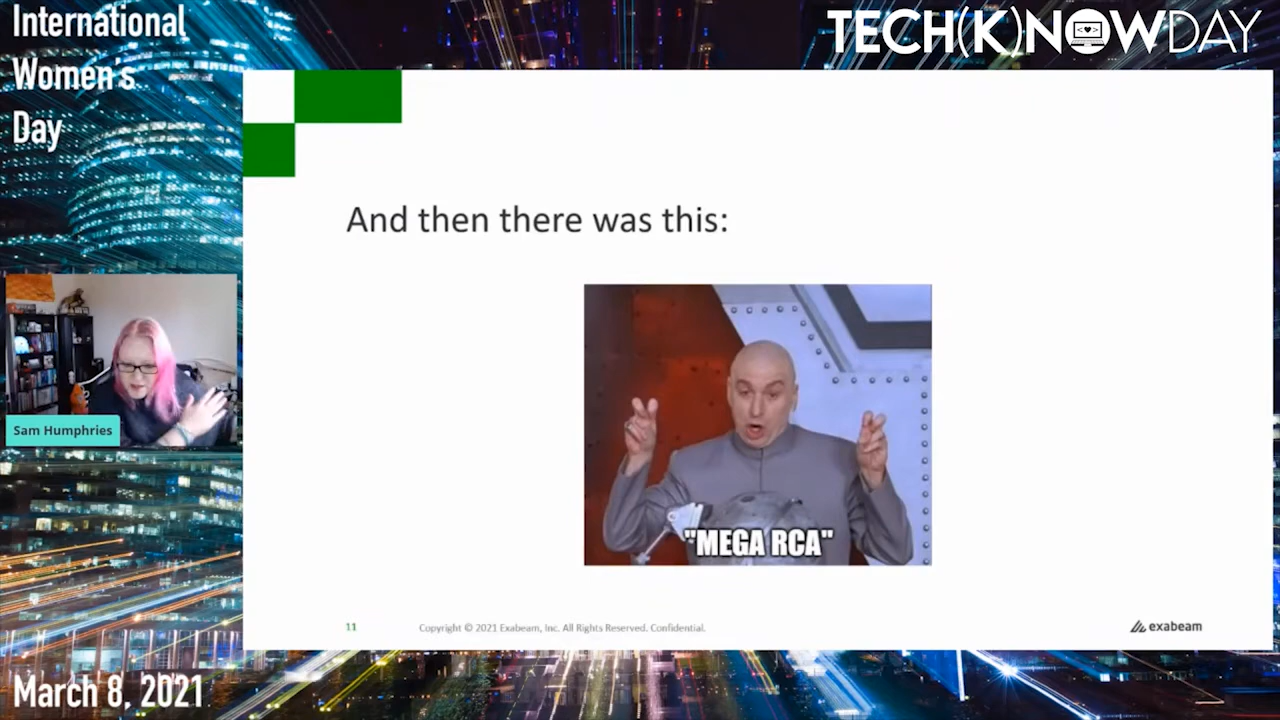 International
Women's
Day
TECH(K)NOWDAY
And then there was this:
Sam Humphries
"MEGA RCA"
11
Copyright © 2021 Exabeam, Inc. All Rights Reserved. Confidential.
exabeam
March 8, 2021